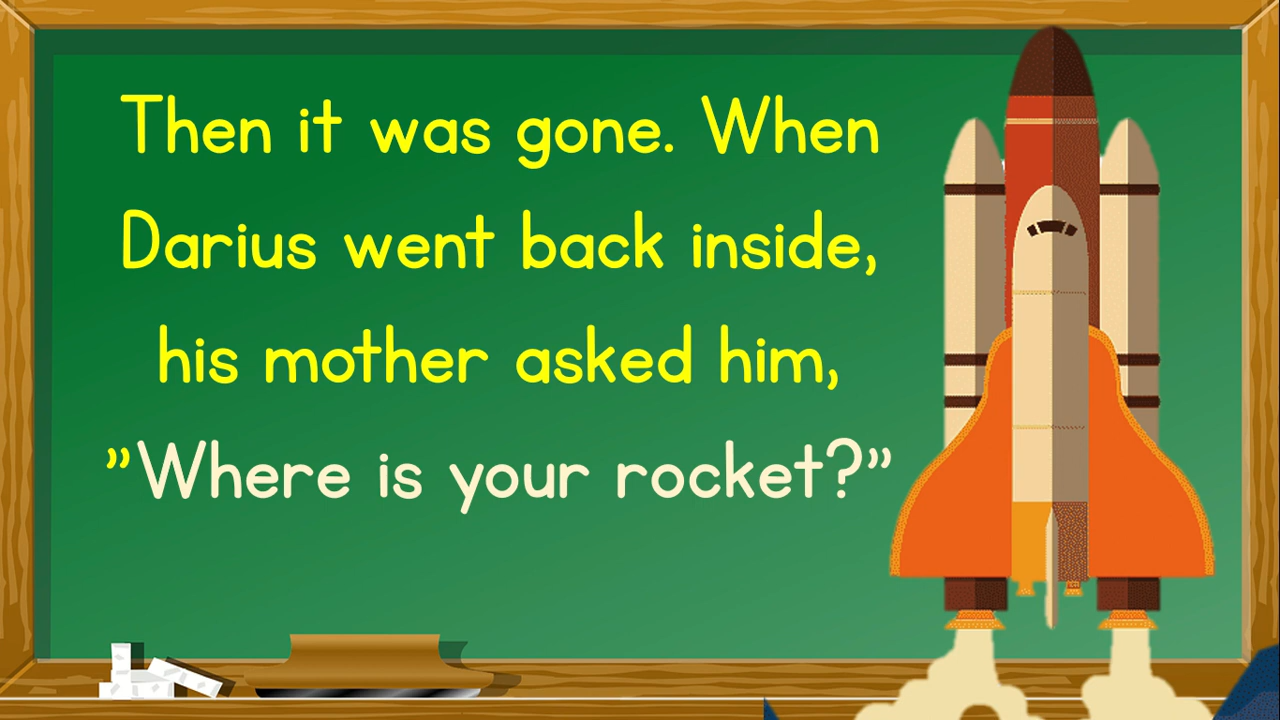 Then it was gone. When
Darius went back inside,
his mother asked him,
”Where is your rocket?”